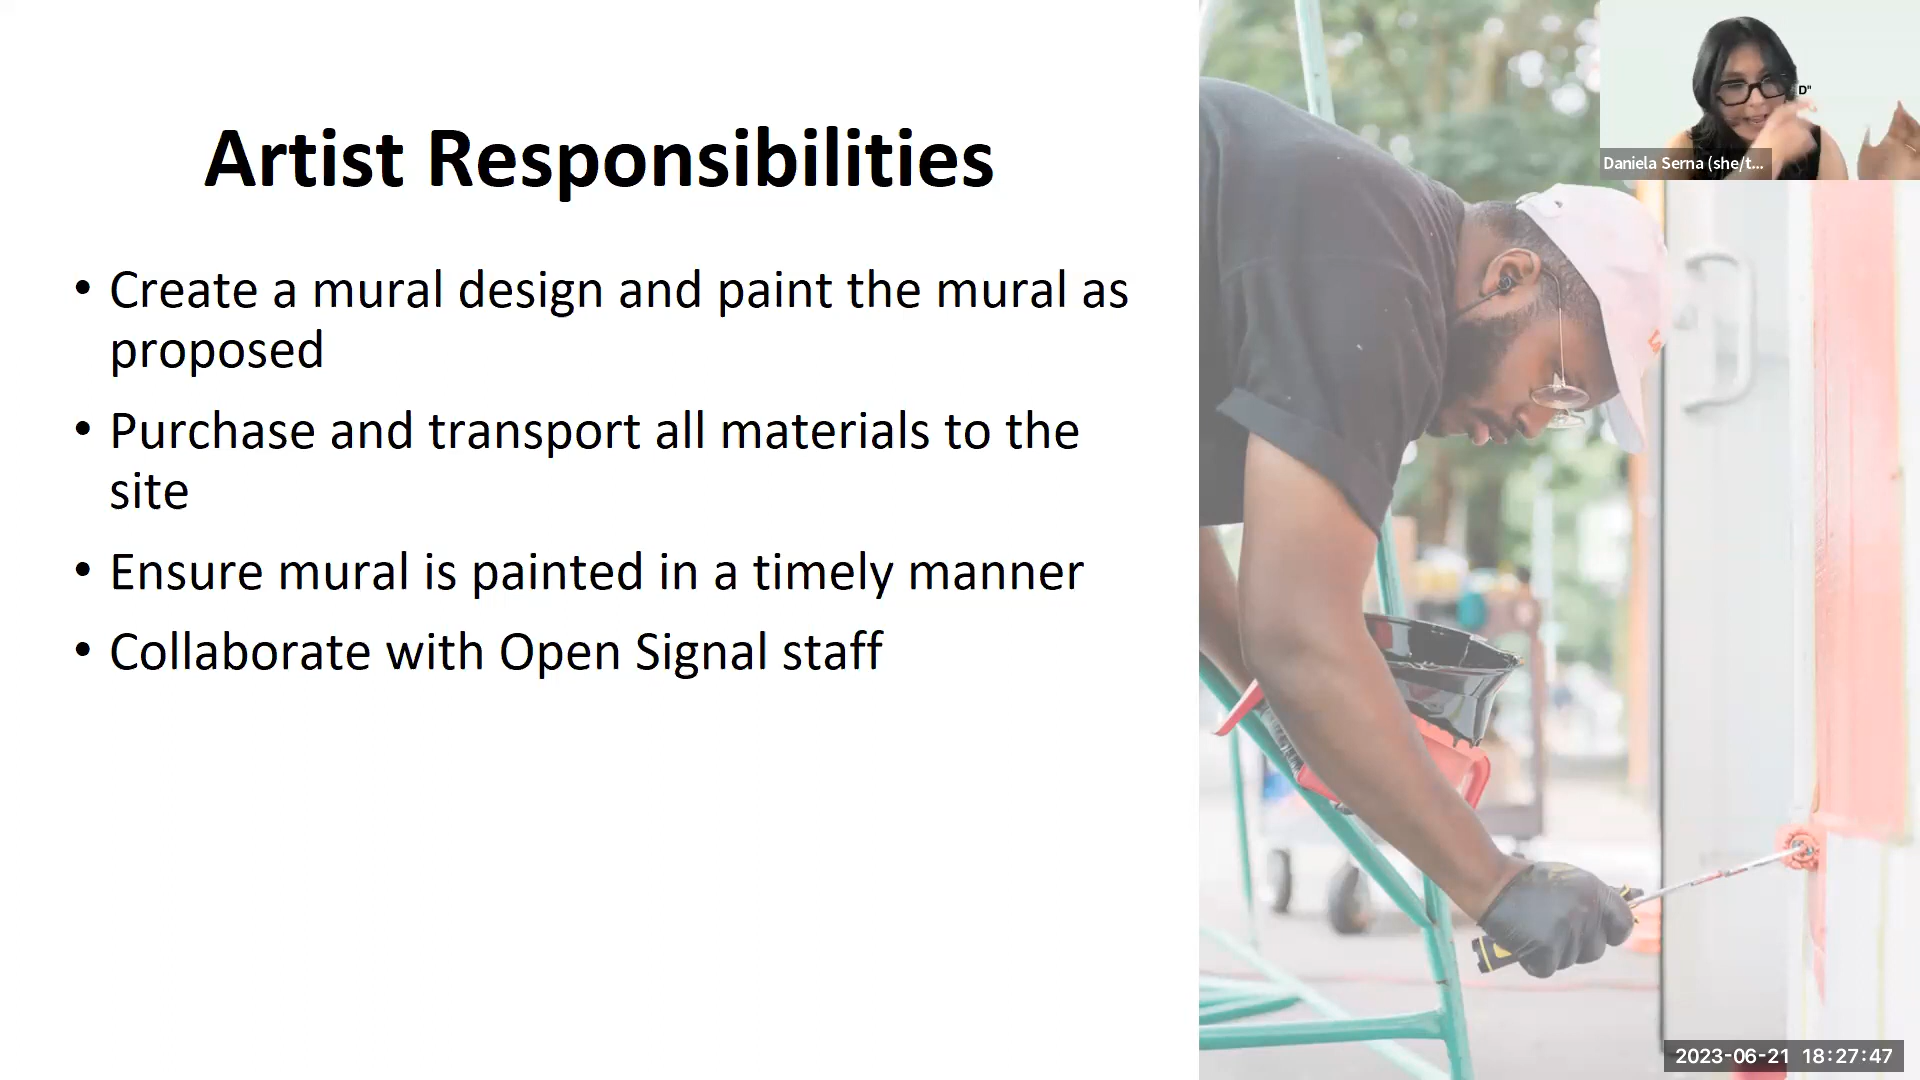 Artist Responsibilities
• Create a mural design and paint the mural as
proposed
• Purchase and transport all materials to the
site
• Ensure mural is painted in a timely manner
• Collaborate with Open Signal staff
D"
Daniela Serna (she/t...
2023-06-21 18:27:47